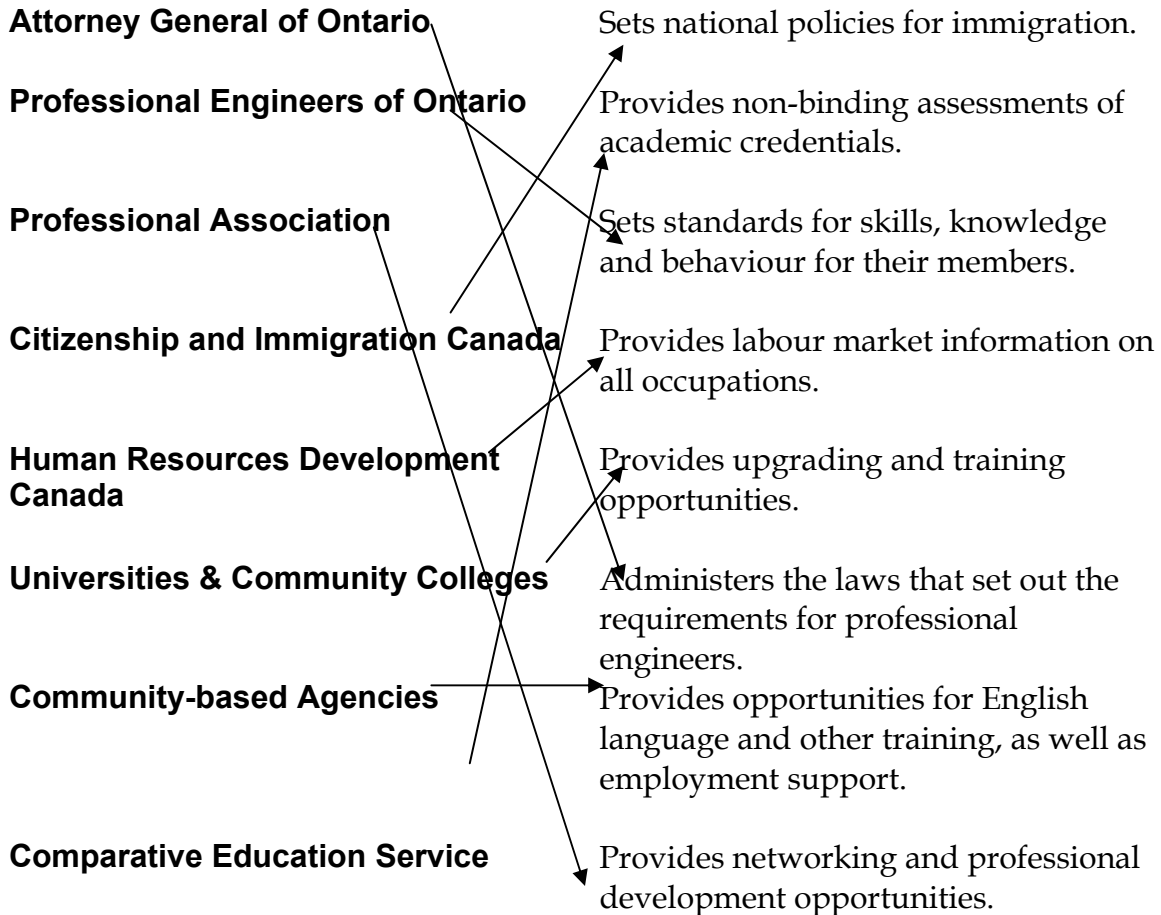 Attorney General of Ontario
Sets national policies for immigration.
Professional Engineers of Ontario
Provides non-binding assessments of
academic credentials.
Professional Association
Sets standards for skills, knowledge
and behaviour for their members.
Citizenship and Immigration Canada
Provides labour market information on
all occupations.
Human Resources Development
Canada
Provides upgrading and training
opportunities.
Universities & Community Colleges
Administers the laws that set out the
requirements for professional
engineers.
Community-based Agencies
Provides opportunities for English
language and other training, as well as
employment support.
Comparative Education Service
Provides networking and professional
development opportunities.